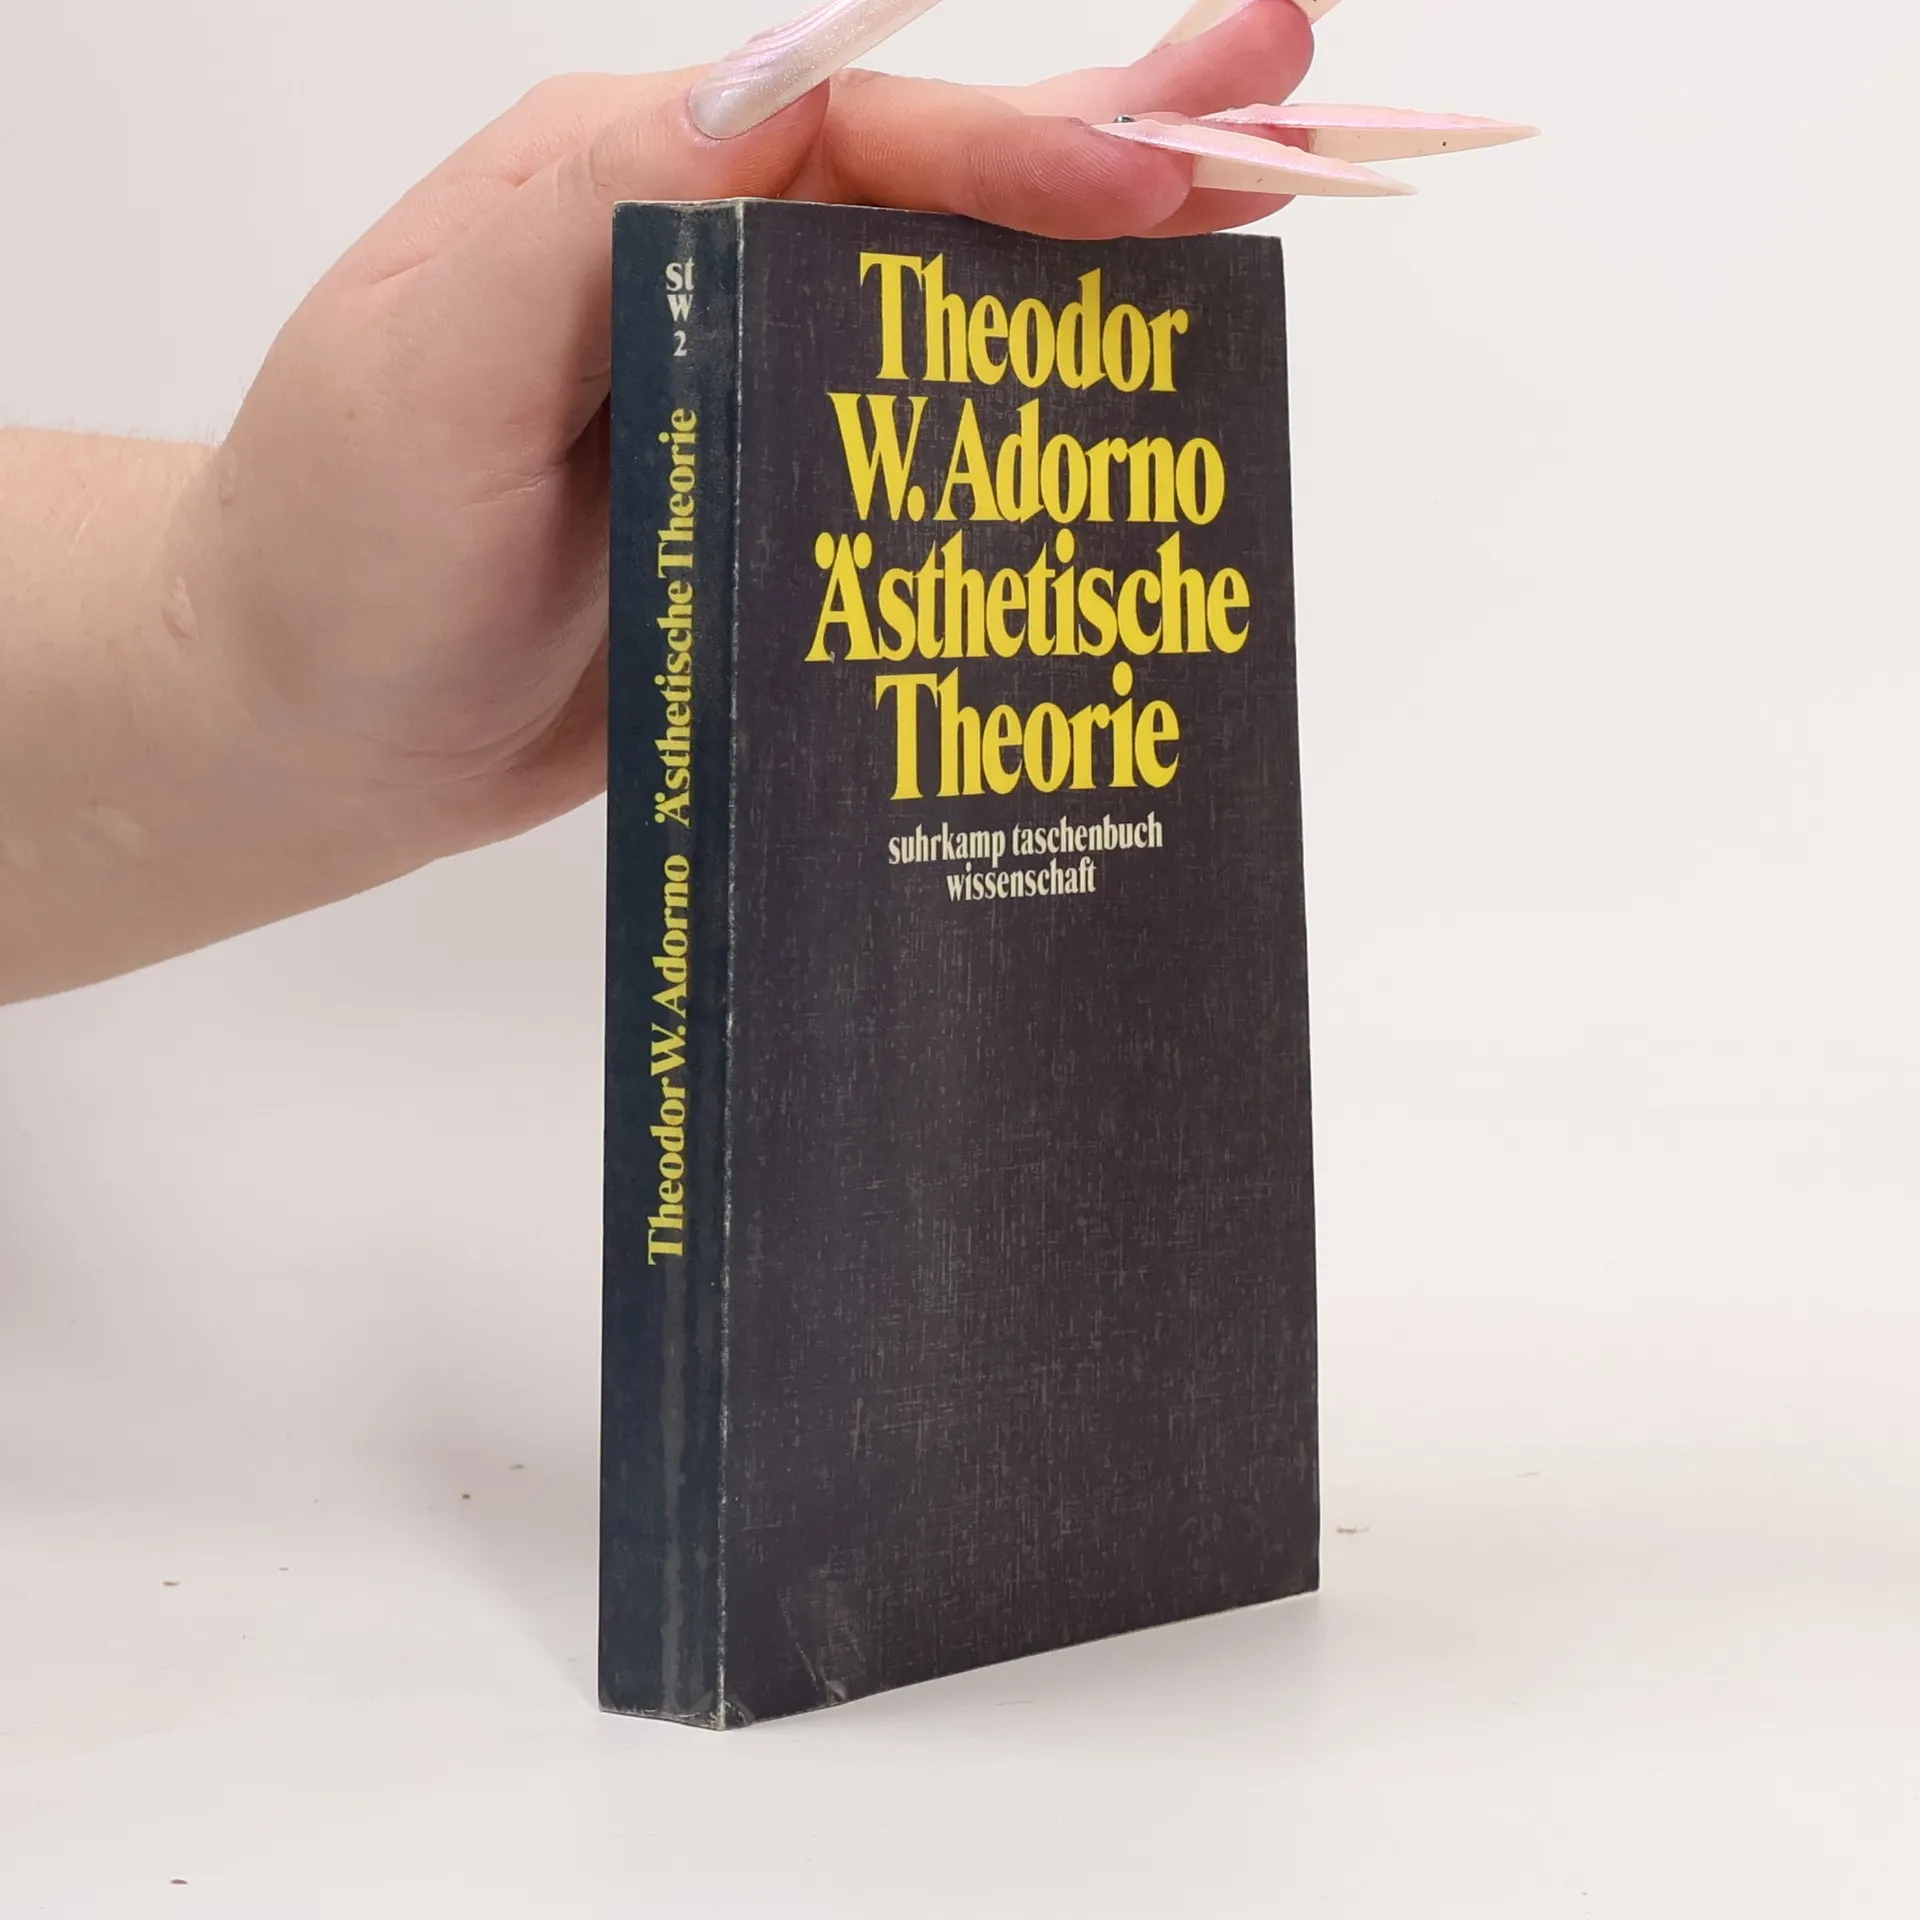 Theodor
W. Adorno
Ästhetische
Theorie
suhrkamp taschenbuch
wissenschaft
st
w
2
Theodor W. Adorno Ästhetische Theorie